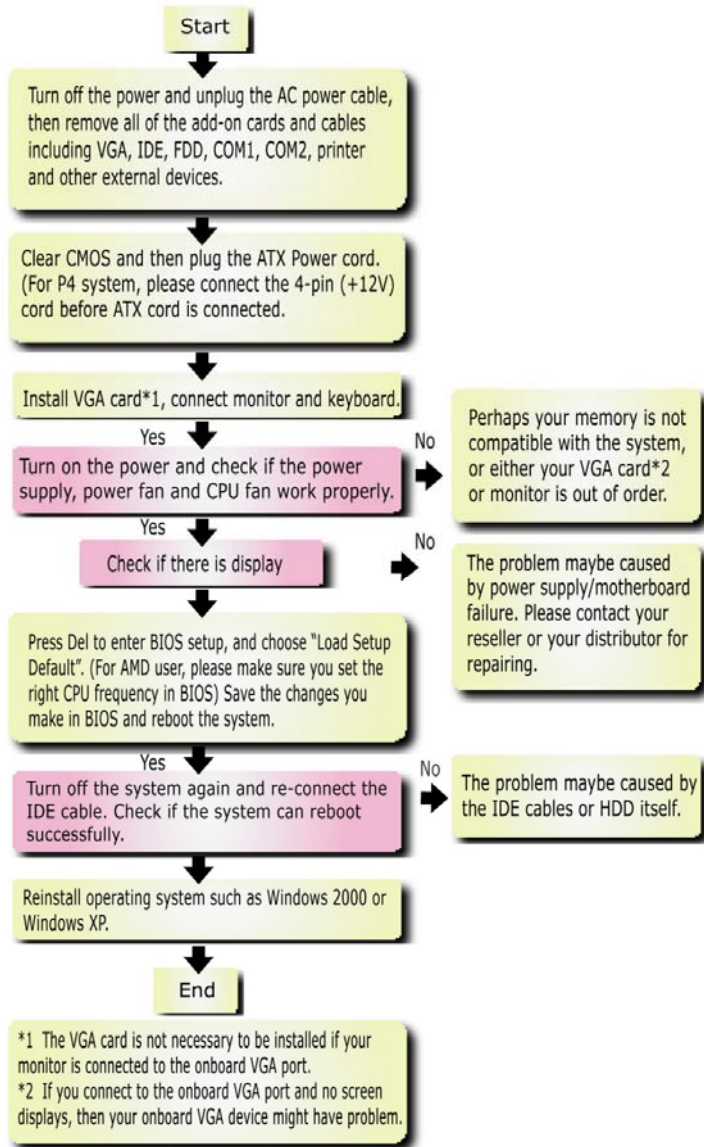 Start
Turn off the power and unplug the AC power cable,
then remove all of the add-on cards and cables
including VGA, IDE, FDD, COM1, COM2, printer
and other external devices.
Clear CMOS and then plug the ATX Power cord.
(For P4 system, please connect the 4-pin (+12V)
cord before ATX cord is connected.
Install VGA card*1, connect monitor and keyboard.
Yes
Turn on the power and check if the power
supply, power fan and CPU fan work properly.
No
Perhaps your memory is not
compatible with the system,
or either your VGA card*2
or monitor is out of order.
Yes
Check if there is display
No
The problem maybe caused
by power supply/motherboard
failure. Please contact your
reseller or your distributor for
repairing.
Press Del to enter BIOS setup, and choose “Load Setup
Default”. (For AMD user, please make sure you set the
right CPU frequency in BIOS) Save the changes you
make in BIOS and reboot the system.
Yes
Turn off the system again and re-connect the
IDE cable. Check if the system can reboot
successfully.
No
The problem maybe caused by
the IDE cables or HDD itself.
Reinstall operating system such as Windows 2000 or
Windows XP.
End
*1 The VGA card is not necessary to be installed if your
monitor is connected to the onboard VGA port.
*2 If you connect to the onboard VGA port and no screen
displays, then your onboard VGA device might have problem.